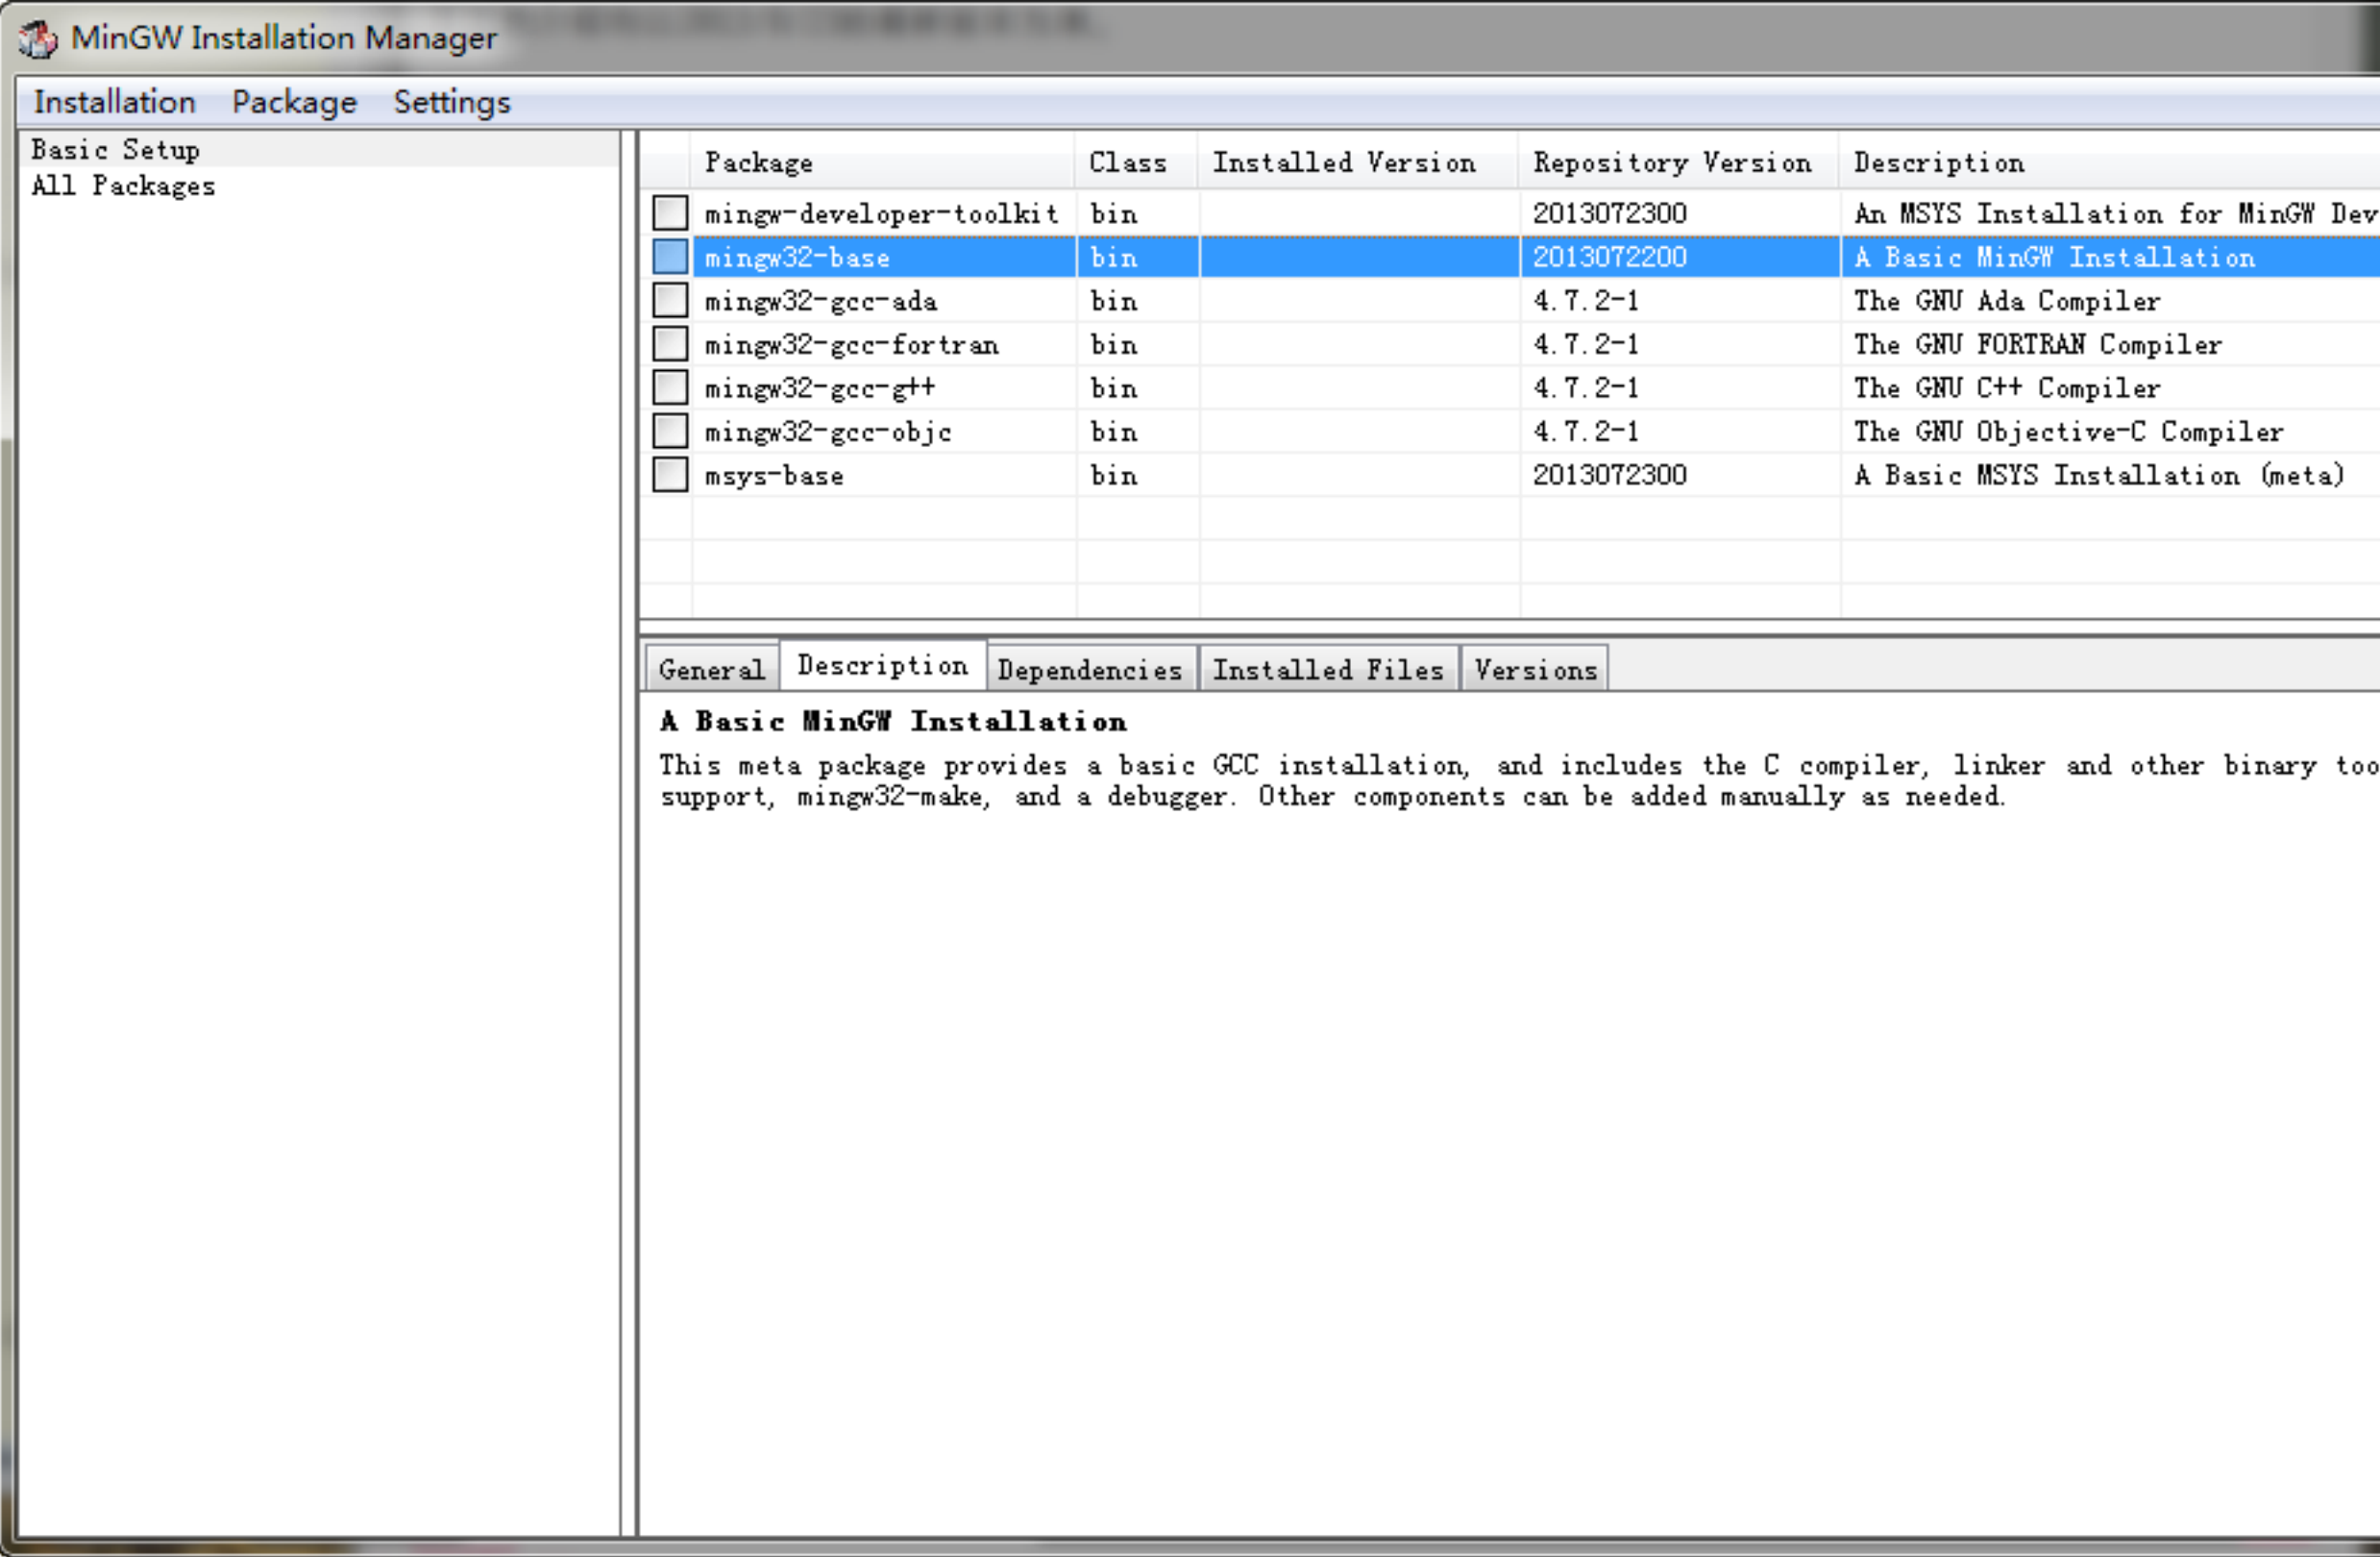 MinGW Installation Manager
Installation Package Settings
Basic Setup
All Packages
Package Class Installed Version Repository Version Description
mingw-developer-toolkit bin 2013072300 An MSYS Installation for MinGW Dev
mingw32-base bin 2013072200 A Basic MinGW Installation
mingw32-gcc-ada bin 4.7.2-1 The GNU Ada Compiler
mingw32-gcc-fortran bin 4.7.2-1 The GNU FORTRAN Compiler
mingw32-gcc-g++ bin 4.7.2-1 The GNU C++ Compiler
mingw32-gcc-objc bin 4.7.2-1 The GNU Objective-C Compiler
msys-base bin 2013072300 A Basic MSYS Installation (meta)
General Description Dependencies Installed Files Versions
A Basic MinGW Installation
This meta package provides a basic GCC installation, and includes the C compiler, linker and other binary too
support, mingw32-make, and a debugger. Other components can be added manually as needed.